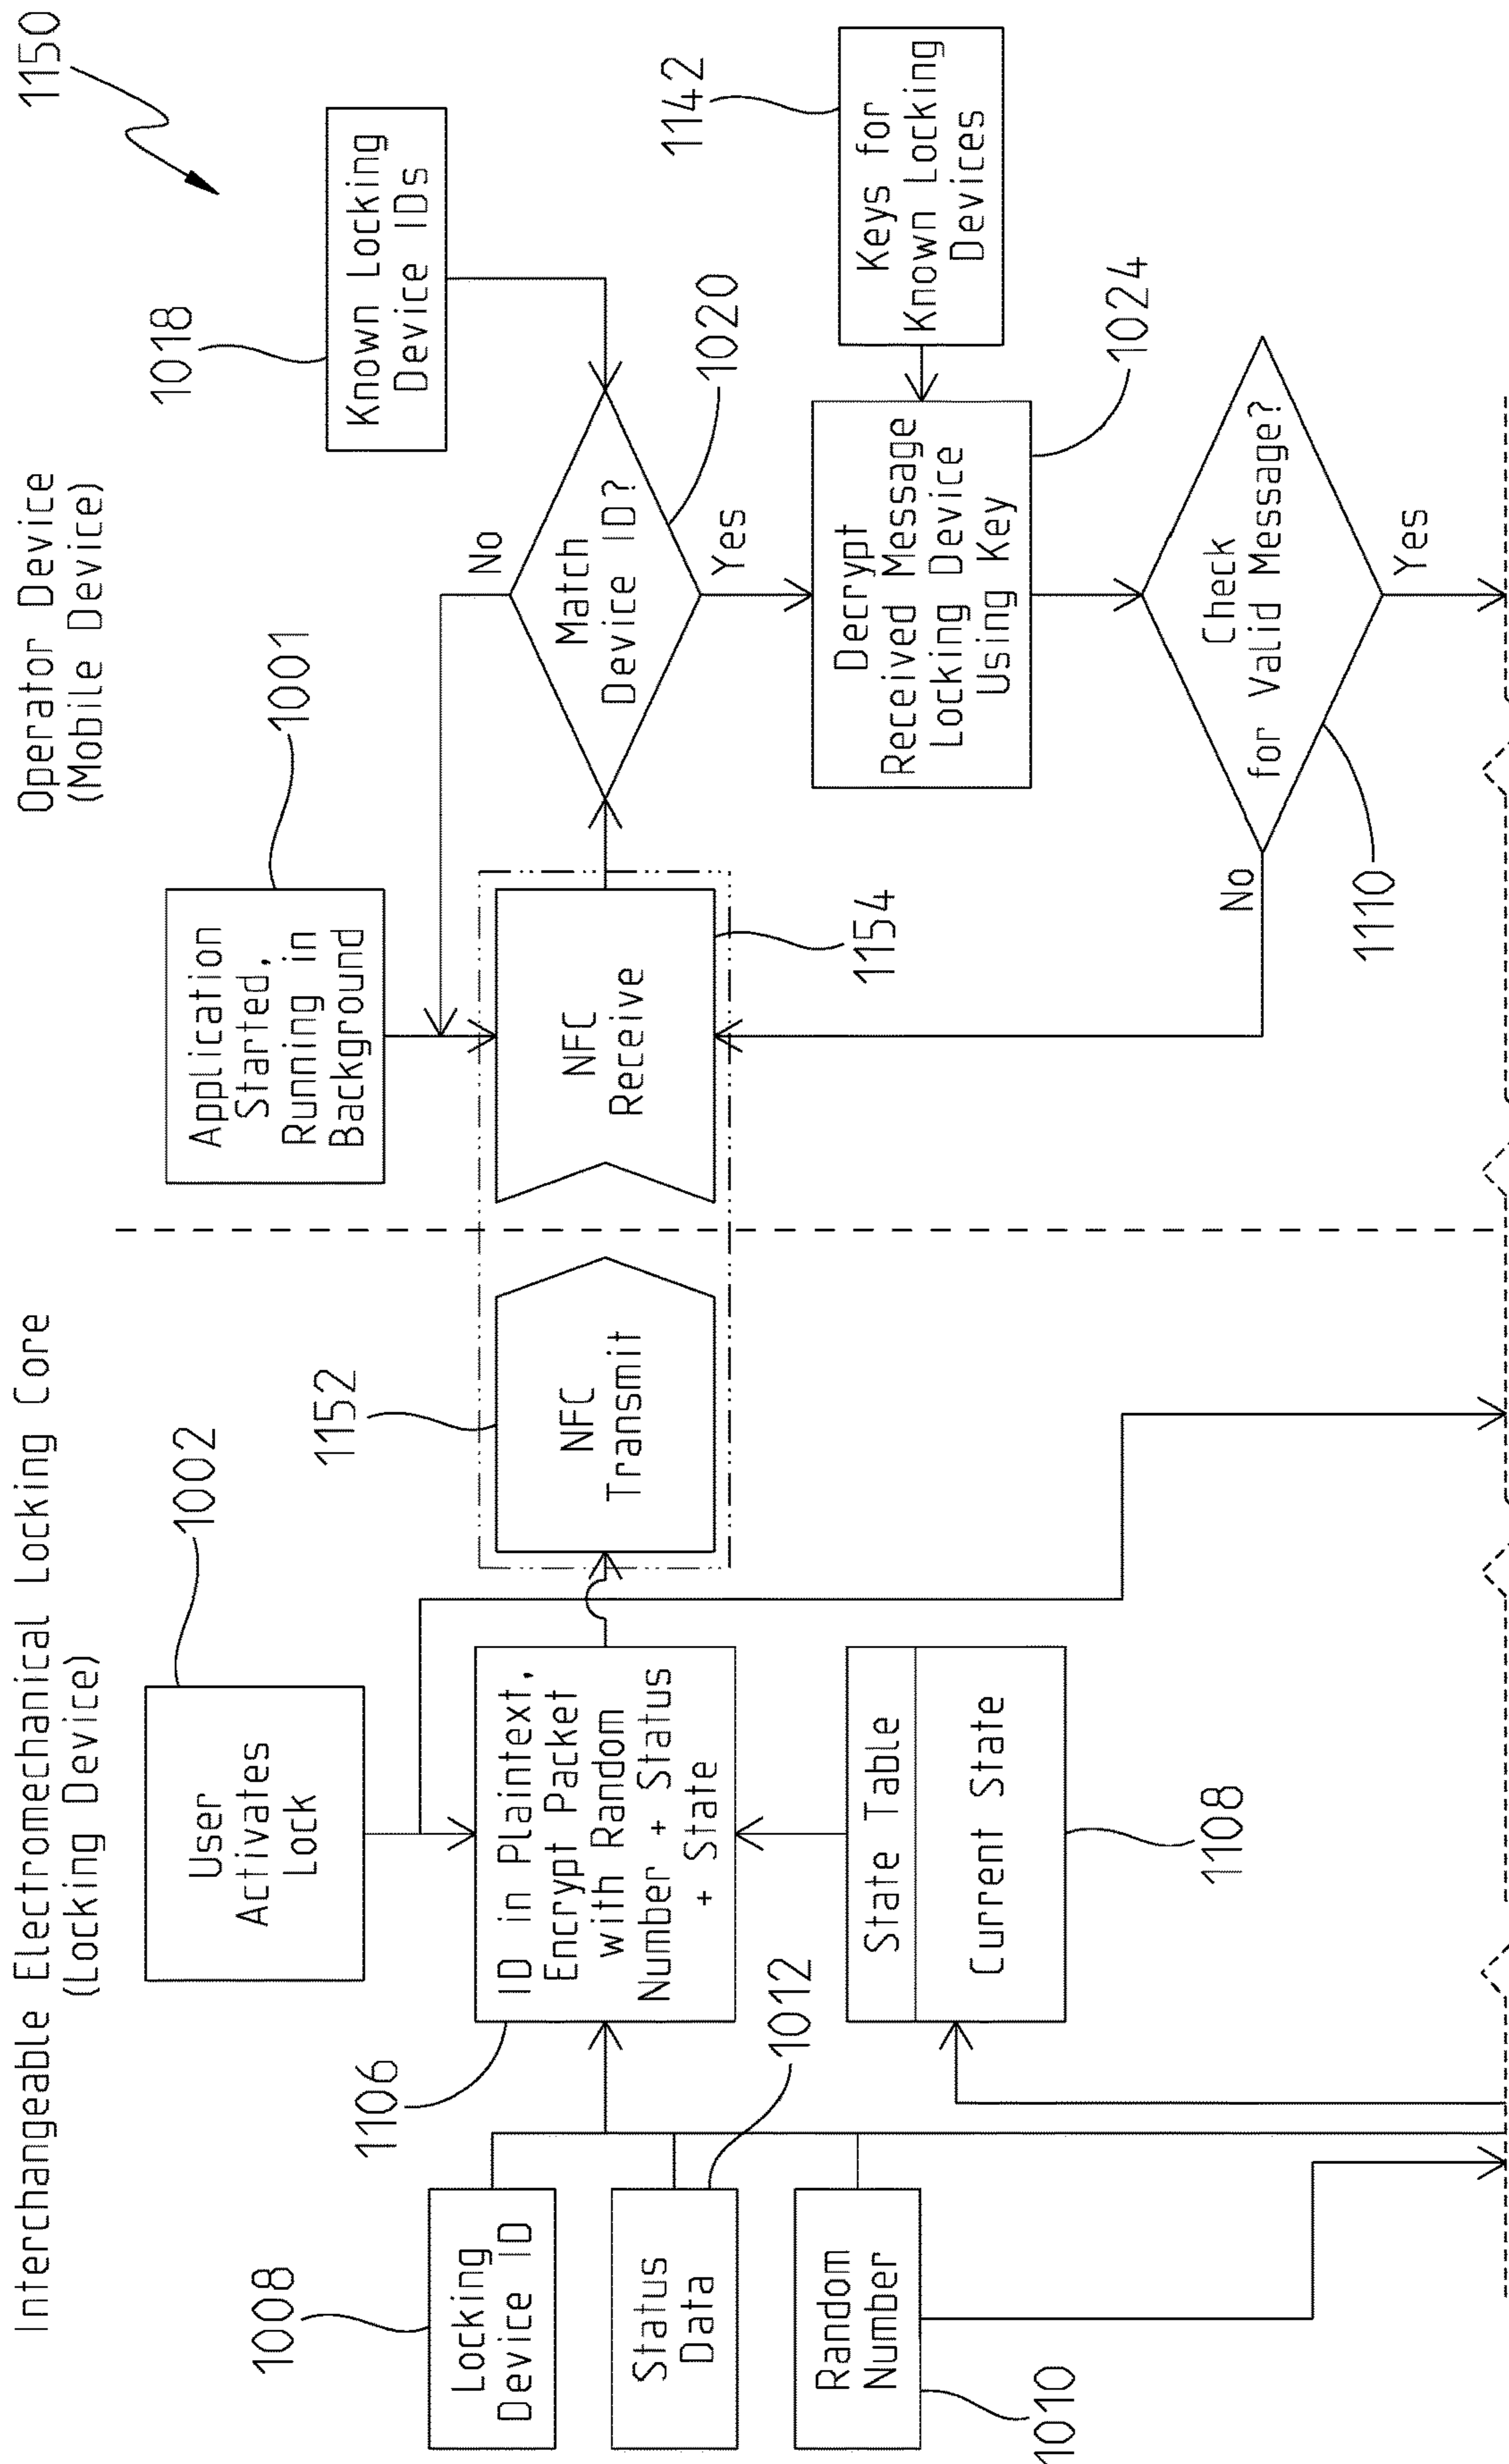 Interchangeable Electromechanical Locking Core
(Locking Device)
Operator Device
(Mobile Device)
1150
1002
User
Activates
Lock
1001
Application
Started,
Running in
Background
1018
Known Locking
Device IDs
1008
Locking
Device ID
1106
ID in Plaintext,
Encrypt Packet
with Random
Number + Status
+ State
1152
NFC
Transmit
NFC
Receive
1154
No
Match
Device ID?
1020
Yes
Status
Data
1012
Random
Number
1010
State Table
Current State
1108
Decrypt
Received Message
Locking Device
Using Key
1024
1142
Keys for
Known Locking
Devices
No
Check
for Valid Message?
1110
Yes